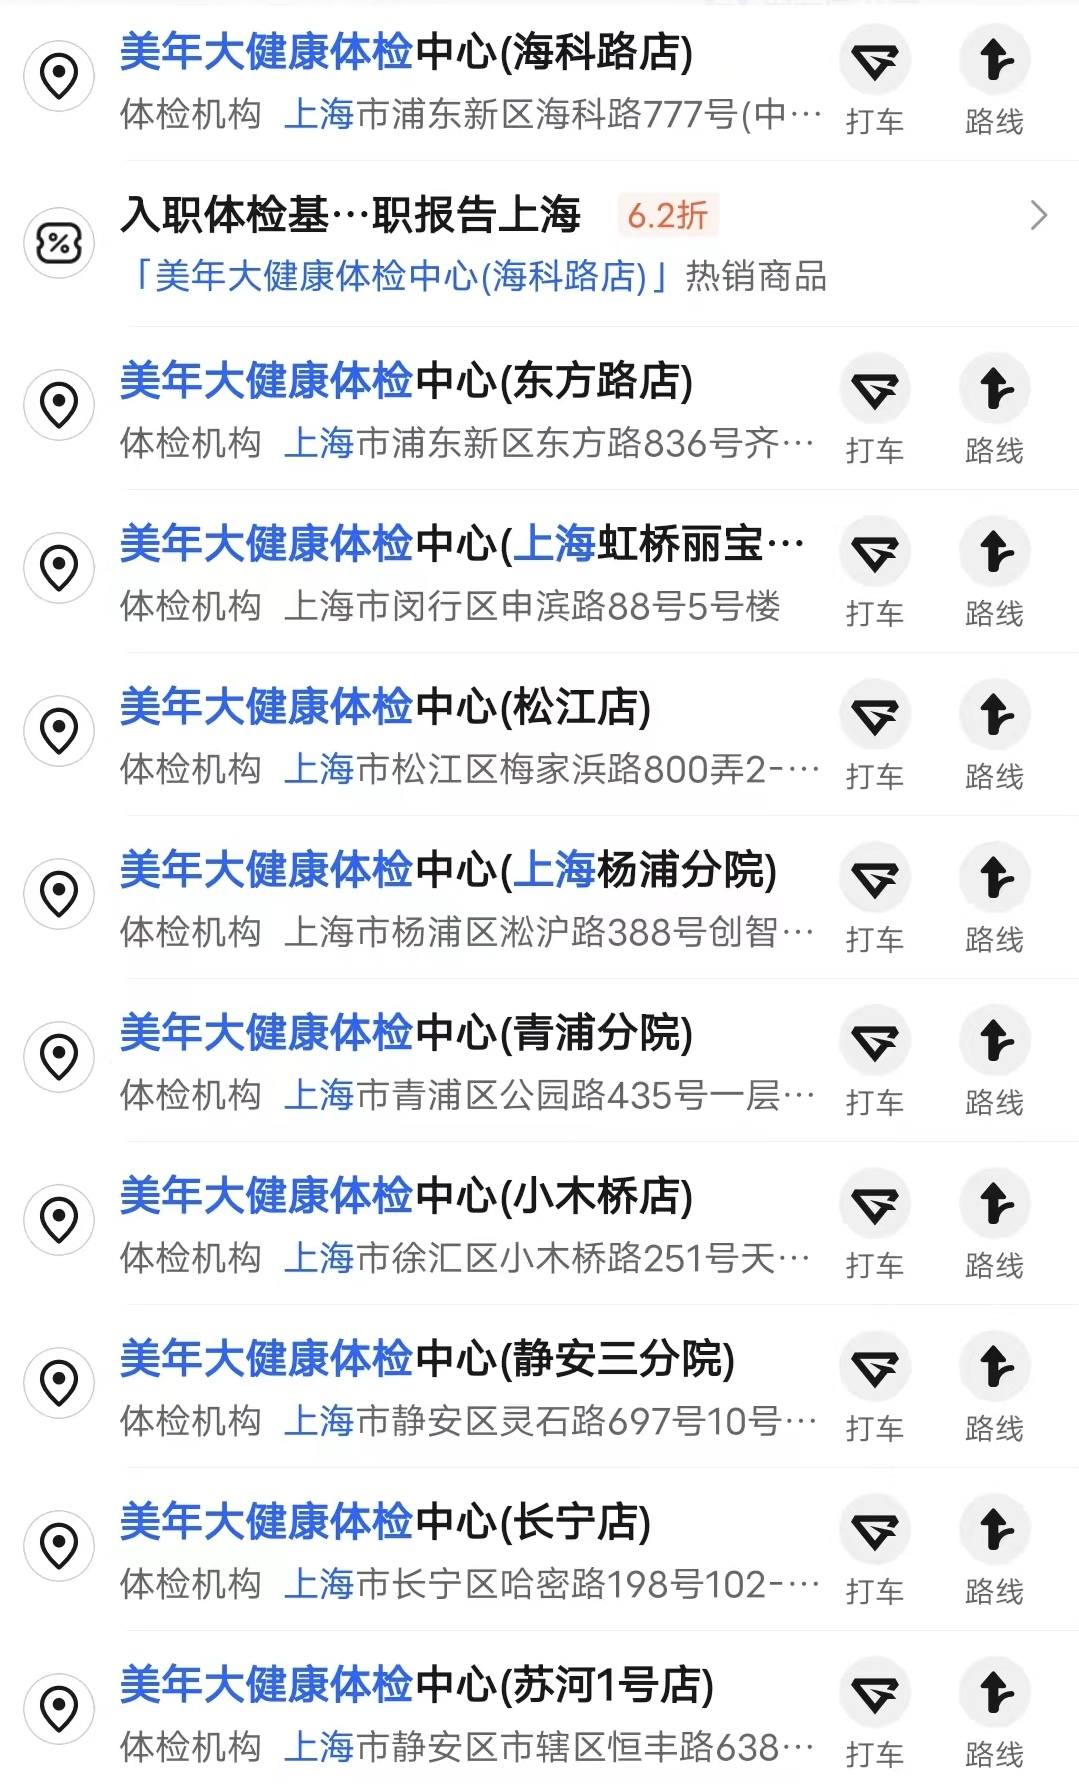 美年大健康体检中心(海科路店)
体检机构 上海市浦东新区海科路777号(中…
打车 路线
入职体检基…职报告上海 6.2折
「美年大健康体检中心(海科路店)」热销商品
美年大健康体检中心(东方路店)
体检机构 上海市浦东新区东方路836号齐…
打车 路线
美年大健康体检中心(上海虹桥丽宝…
体检机构 上海市闵行区申滨路88号5号楼
打车 路线
美年大健康体检中心(松江店)
体检机构 上海市松江区梅家浜路800弄2-…
打车 路线
美年大健康体检中心(上海杨浦分院)
体检机构 上海市杨浦区淞沪路388号创智…
打车 路线
美年大健康体检中心(青浦分院)
体检机构 上海市青浦区公园路435号一层…
打车 路线
美年大健康体检中心(小木桥店)
体检机构 上海市徐汇区小木桥路251号天…
打车 路线
美年大健康体检中心(静安三分院)
体检机构 上海市静安区灵石路697号10号…
打车 路线
美年大健康体检中心(长宁店)
体检机构 上海市长宁区哈密路198号102-…
打车 路线
美年大健康体检中心(苏河1号店)
体检机构 上海市静安区市辖区恒丰路638…
打车 路线